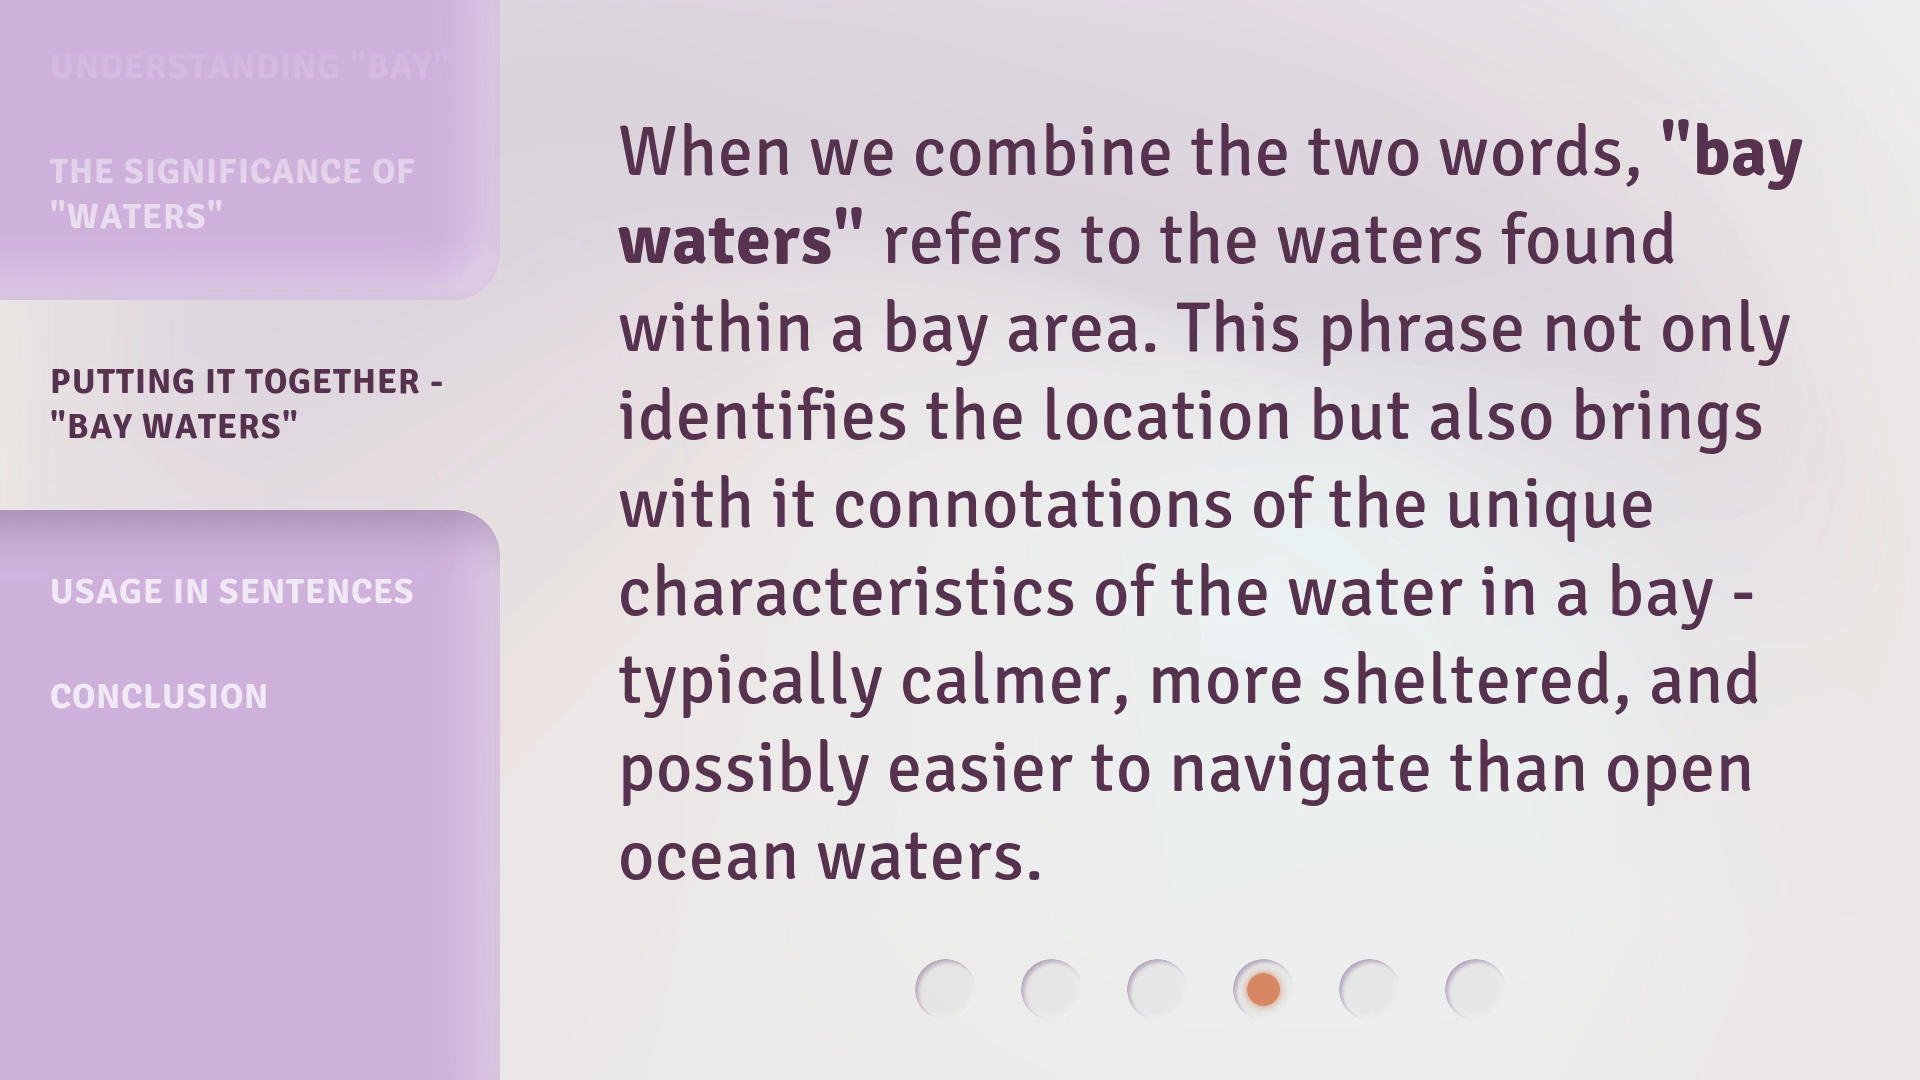 UNDERSTANDING "BAY"
THE SIGNIFICANCE OF
"WATERS"
PUTTING IT TOGETHER -
"BAY WATERS"
USAGE IN SENTENCES
CONCLUSION
When we combine the two words, "bay
waters" refers to the waters found
within a bay area. This phrase not only
identifies the location but also brings
with it connotations of the unique
characteristics of the water in a bay -
typically calmer, more sheltered, and
possibly easier to navigate than open
ocean waters.